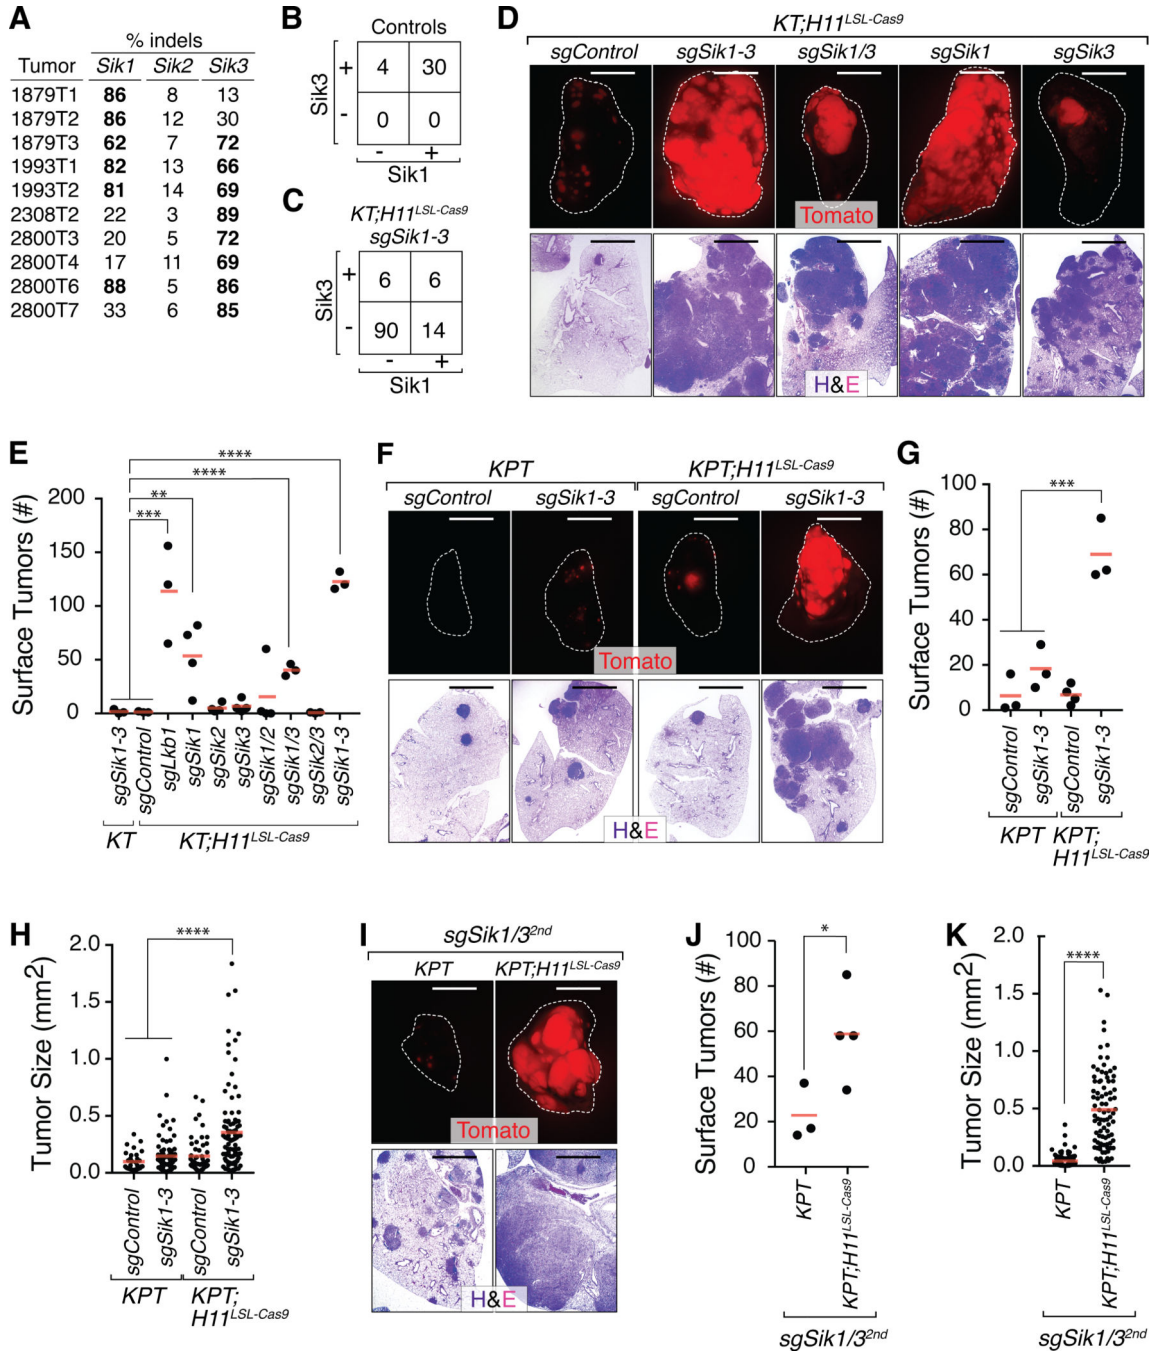 A
% indels
Tumor Sik1 Sik2 Sik3
1879T1 86 8 13
1879T2 86 12 30
1879T3 62 7 72
1993T1 82 13 66
1993T2 81 14 69
2308T2 22 3 89
2800T3 20 5 72
2800T4 17 11 69
2800T6 88 5 86
2800T7 33 6 85
B
Controls
Sik3
+ 4 30
- 0 0
- +
Sik1
C
KT;H11LSL-Cas9
sgSik1-3
Sik3
+ 6 6
- 90 14
- +
Sik1
D
KT;H11LSL-Cas9
sgControl sgSik1-3 sgSik1/3 sgSik1 sgSik3
Tomato
H&E
E
Surface Tumors (#)
200
150
100
50
0
****
****
**
***
sgSik1-3 sgControl sgLkb1 sgSik1 sgSik2 sgSik3 sgSik1/2 sgSik1/3 sgSik2/3 sgSik1-3
KT KT;H11LSL-Cas9
F
KPT KPT;H11LSL-Cas9
sgControl sgSik1-3 sgControl sgSik1-3
Tomato
H&E
G
Surface Tumors (#)
100
80
60
40
20
0
***
sgControl sgSik1-3 sgControl sgSik1-3
KPT KPT;
H11LSL-Cas9
H
Tumor Size (mm2)
2.0
1.5
1.0
0.5
0.0
****
sgControl sgSik1-3 sgControl sgSik1-3
KPT KPT;
H11LSL-Cas9
I
sgSik1/32nd
KPT KPT;H11LSL-Cas9
Tomato
H&E
J
Surface Tumors (#)
100
80
60
40
20
0
*
KPT KPT;H11LSL-Cas9
sgSik1/32nd
K
Tumor Size (mm2)
2.0
1.5
1.0
0.5
0.0
****
KPT KPT;H11LSL-Cas9
sgSik1/32nd